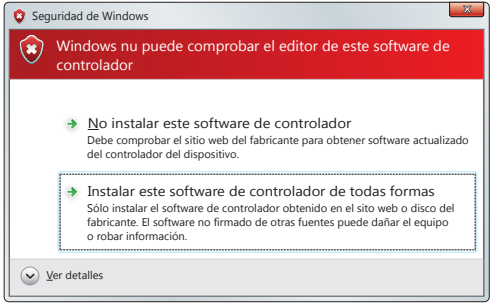 Seguridad de Windows
Windows nu puede comprobar el editor de este software de
controlador
No instalar este software de controlador
Debe comprobar el sitio web del fabricante para obtener software actualizado
del controlador del dispositivo.
Instalar este software de controlador de todas formas
Sólo instalar el software de controlador obtenido en el sito web o disco del
fabricante. El software no firmado de otras fuentes puede dañar el equipo
o robar información.
Ver detalles